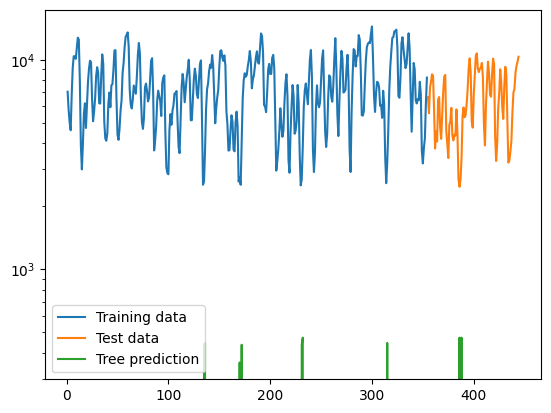 10⁴
10³
Training data
Test data
Tree prediction
0 100 200 300 400